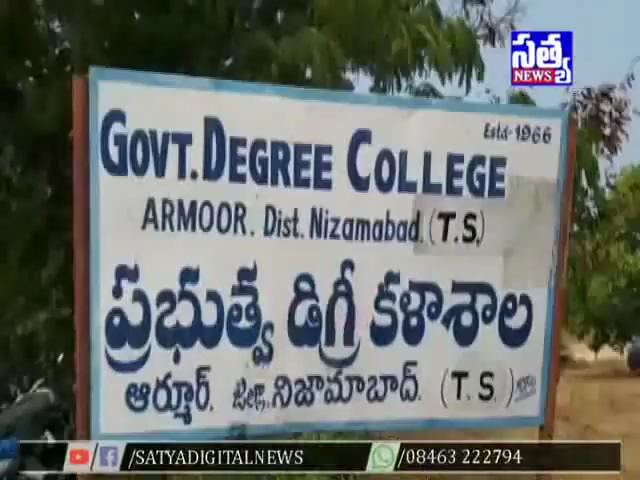 సత్య
NEWS
Estd-1966
GOVT. DEGREE COLLEGE
ARMOOR. Dist. Nizamabad. (T.S.)
ప్రభుత్వ డిగ్రీ కళాశాల
ఆర్మూర్. జిల్లా. నిజామాబాద్. (T.S.)
/SATYADIGITALNEWS
/08463 222794